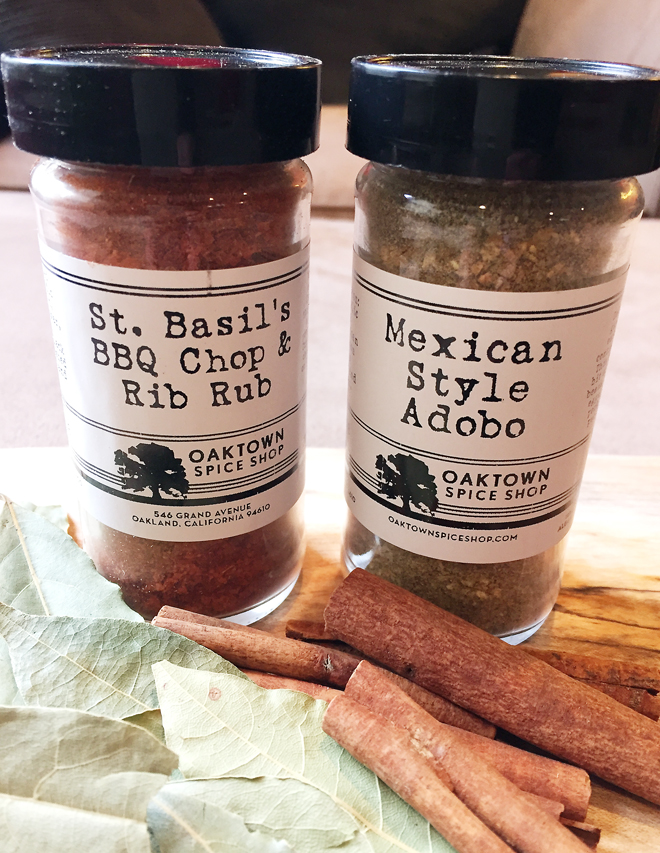 St. Basil's
BBQ Chop &
Rib Rub
OAKTOWN
SPICE SHOP
546 GRAND AVENUE
OAKLAND, CALIFORNIA 94610
Mexican
Style
Adobo
OAKTOWN
SPICE SHOP
OAKTOWNSPICESHOP.COM